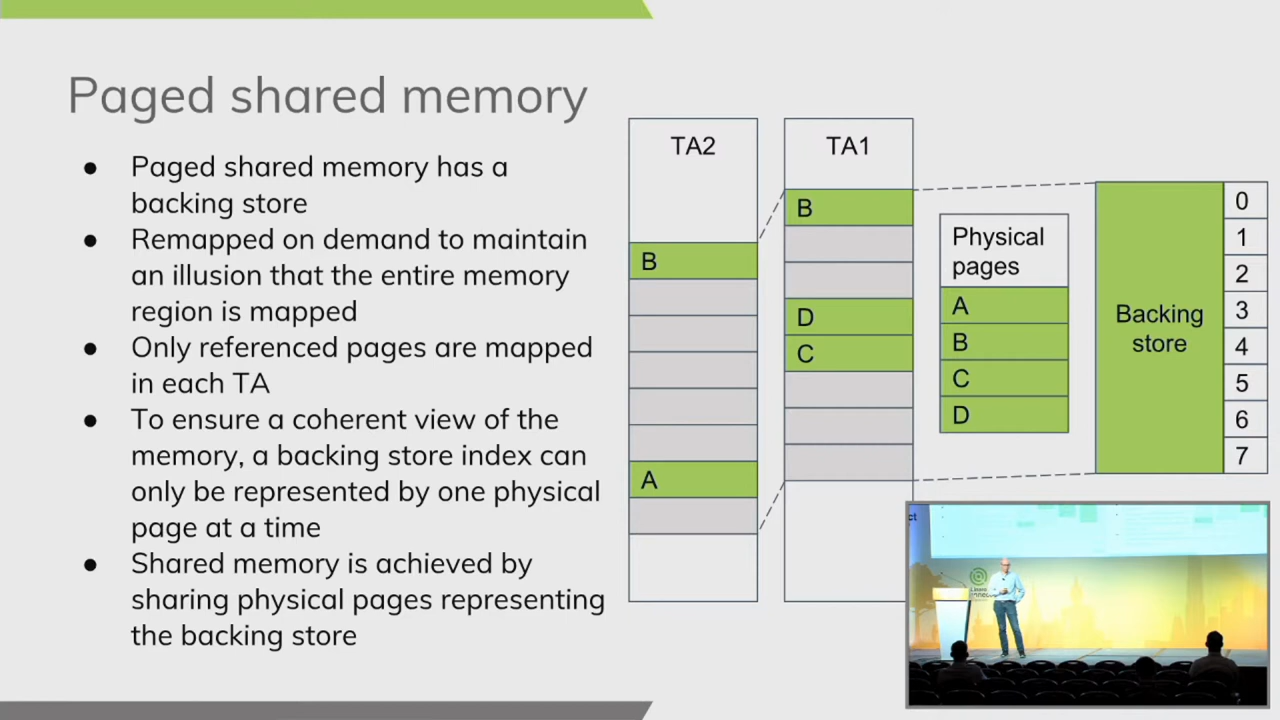 Paged shared memory
● Paged shared memory has a
backing store
● Remapped on demand to maintain
an illusion that the entire memory
region is mapped
● Only referenced pages are mapped
in each TA
● To ensure a coherent view of the
memory, a backing store index can
only be represented by one physical
page at a time
● Shared memory is achieved by
sharing physical pages representing
the backing store
TA2
B
A
TA1
B
D
C
Physical
pages
A
B
C
D
Backing
store
0
1
2
3
4
5
6
7